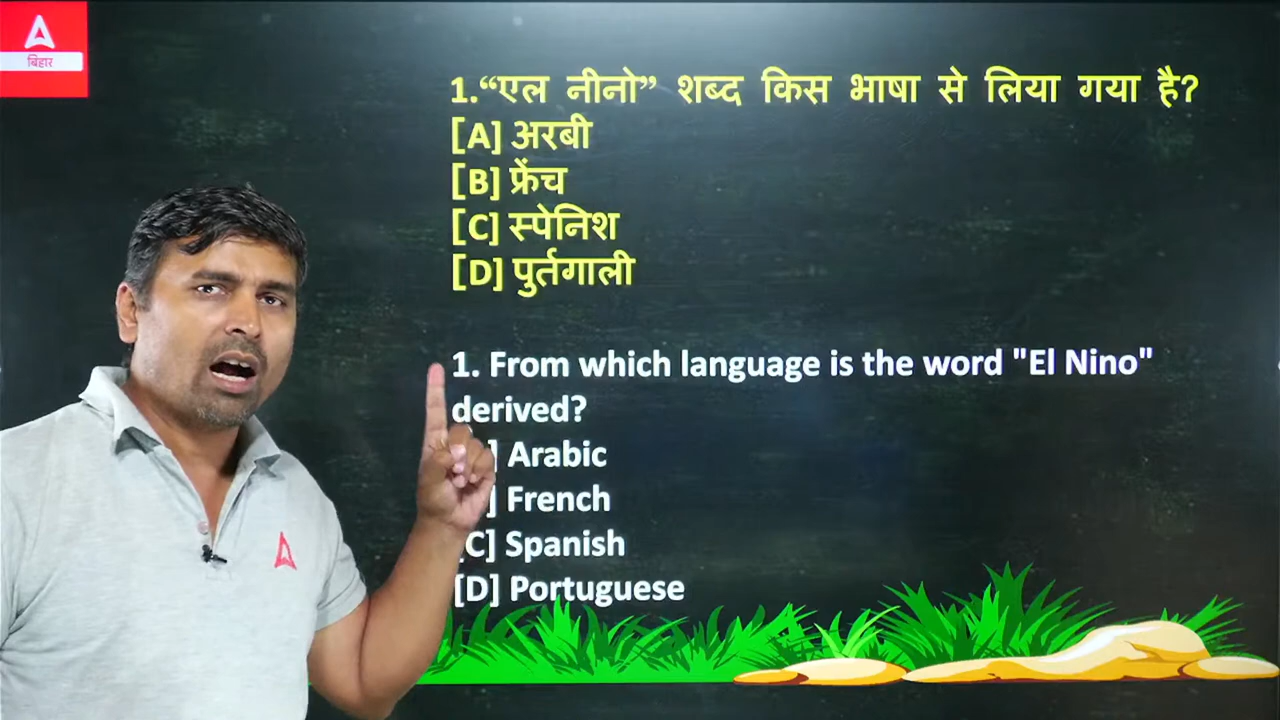 बिहार
1.“एल नीनो” शब्द किस भाषा से लिया गया है?
[A] अरबी
[B] फ्रेंच
[C] स्पेनिश
[D] पुर्तगाली
1. From which language is the word "El Nino"
derived?
] Arabic
] French
C] Spanish
[D] Portuguese